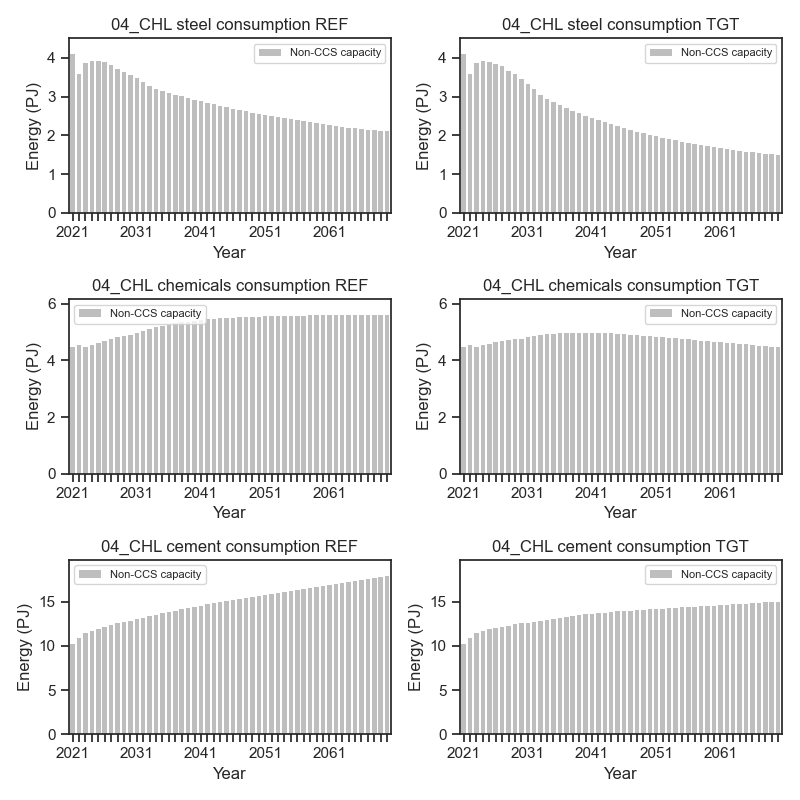 04_CHL steel consumption REF
Non-CCS capacity
Energy (PJ)
4
3
2
1
0
2021 2031 2041 2051 2061
Year
04_CHL steel consumption TGT
Non-CCS capacity
Energy (PJ)
4
3
2
1
0
2021 2031 2041 2051 2061
Year
04_CHL chemicals consumption REF
Non-CCS capacity
Energy (PJ)
6
4
2
0
2021 2031 2041 2051 2061
Year
04_CHL chemicals consumption TGT
Non-CCS capacity
Energy (PJ)
6
4
2
0
2021 2031 2041 2051 2061
Year
04_CHL cement consumption REF
Non-CCS capacity
Energy (PJ)
15
10
5
0
2021 2031 2041 2051 2061
Year
04_CHL cement consumption TGT
Non-CCS capacity
Energy (PJ)
15
10
5
0
2021 2031 2041 2051 2061
Year